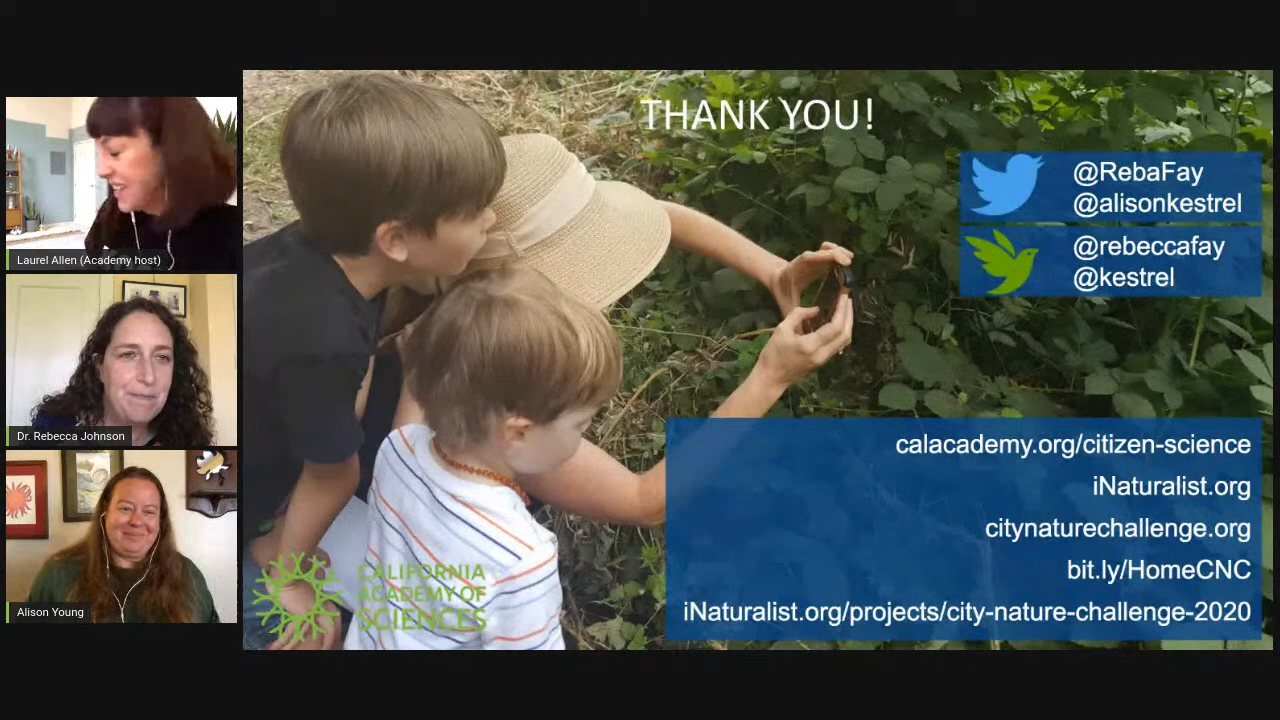 Laurel Allen (Academy host)
Dr. Rebecca Johnson
Alison Young
THANK YOU!
@RebaFay
@alisonkestrel
@rebeccafay
@kestrel
calacademy.org/citizen-science
iNaturalist.org
citynaturechallenge.org
bit.ly/HomeCNC
iNaturalist.org/projects/city-nature-challenge-2020
CALIFORNIA
ACADEMY OF
SCIENCES